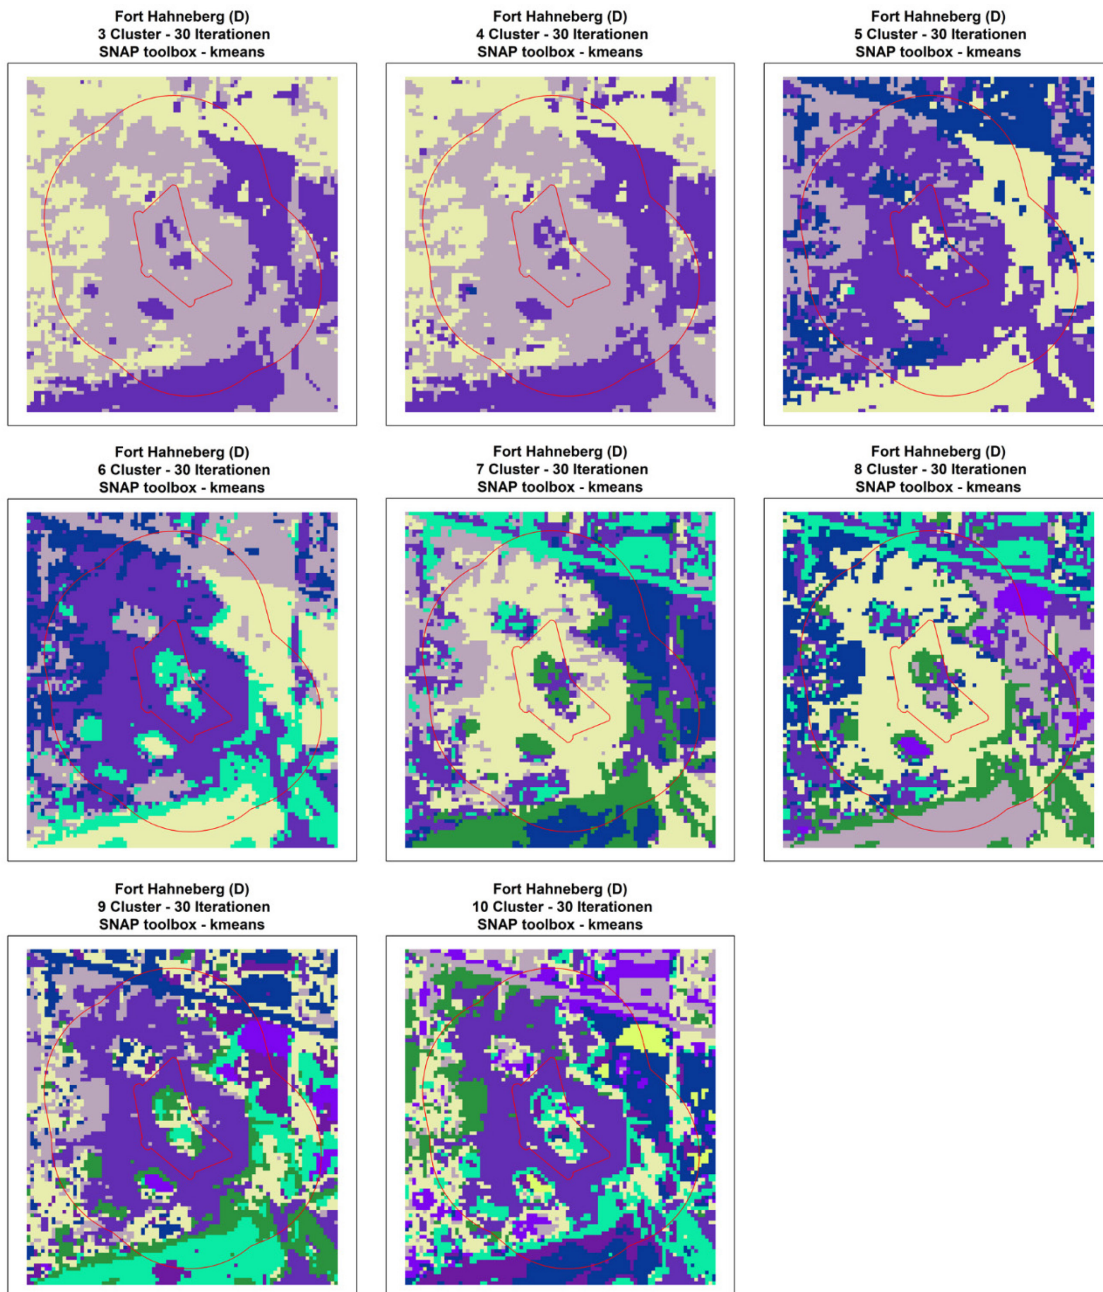 Fort Hahneberg (D)
3 Cluster - 30 Iterationen
SNAP toolbox - kmeans
Fort Hahneberg (D)
4 Cluster - 30 Iterationen
SNAP toolbox - kmeans
Fort Hahneberg (D)
5 Cluster - 30 Iterationen
SNAP toolbox - kmeans
Fort Hahneberg (D)
6 Cluster - 30 Iterationen
SNAP toolbox - kmeans
Fort Hahneberg (D)
7 Cluster - 30 Iterationen
SNAP toolbox - kmeans
Fort Hahneberg (D)
8 Cluster - 30 Iterationen
SNAP toolbox - kmeans
Fort Hahneberg (D)
9 Cluster - 30 Iterationen
SNAP toolbox - kmeans
Fort Hahneberg (D)
10 Cluster - 30 Iterationen
SNAP toolbox - kmeans